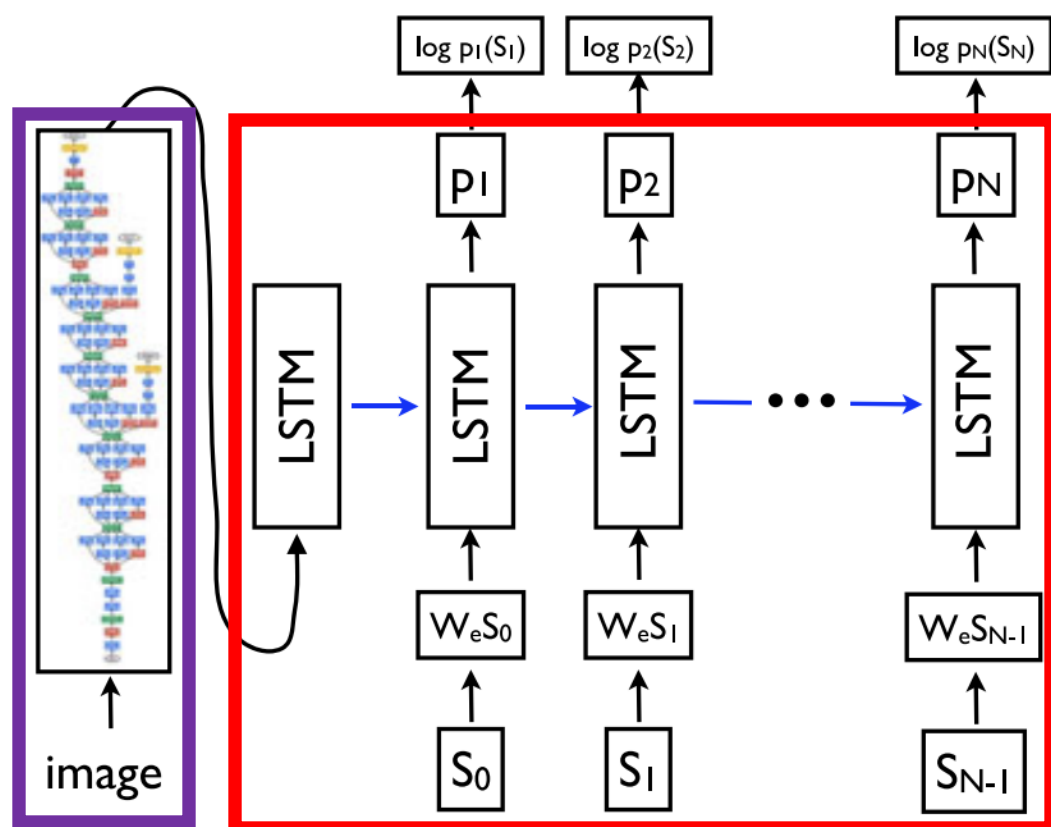 log p₁(S₁) log p₂(S₂) log pN(SN)
p₁ p₂ pN
LSTM LSTM LSTM ••• LSTM
WeS₀ WeS₁ WeSN-1
image S₀ S₁ SN-1